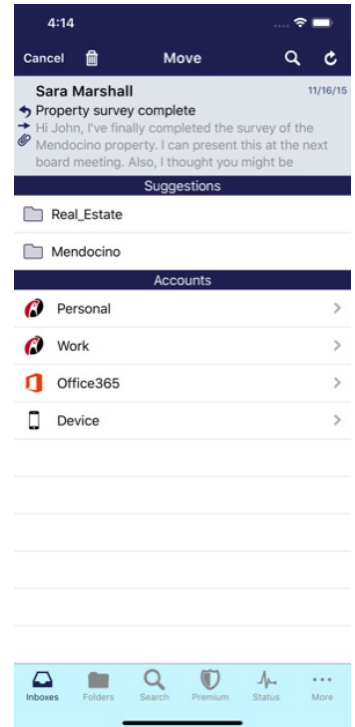 4:14
Cancel Move
Sara Marshall 11/16/15
Property survey complete
Hi John, I've finally completed the survey of the
Mendocino property. I can present this at the next
board meeting. Also, I thought you might be
Suggestions
Real_Estate
Mendocino
Accounts
Personal
Work
Office365
Device
Inboxes Folders Search Premium Status More